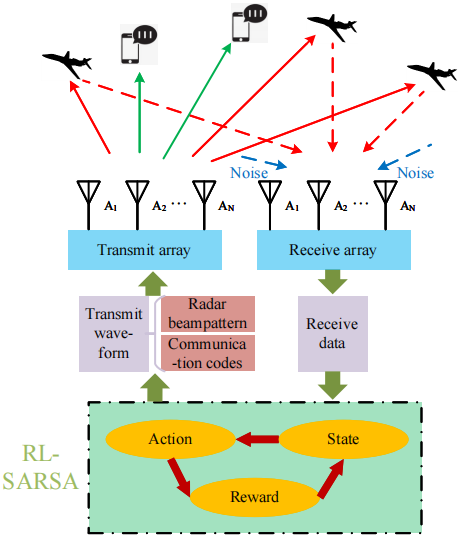 Noise
Noise
A1 A2 ··· AN
A1 A2 ··· AN
Transmit array
Receive array
Transmit
wave-
form
Radar
beampattern
Communica
-tion codes
Receive
data
RL-
SARSA
Action
State
Reward